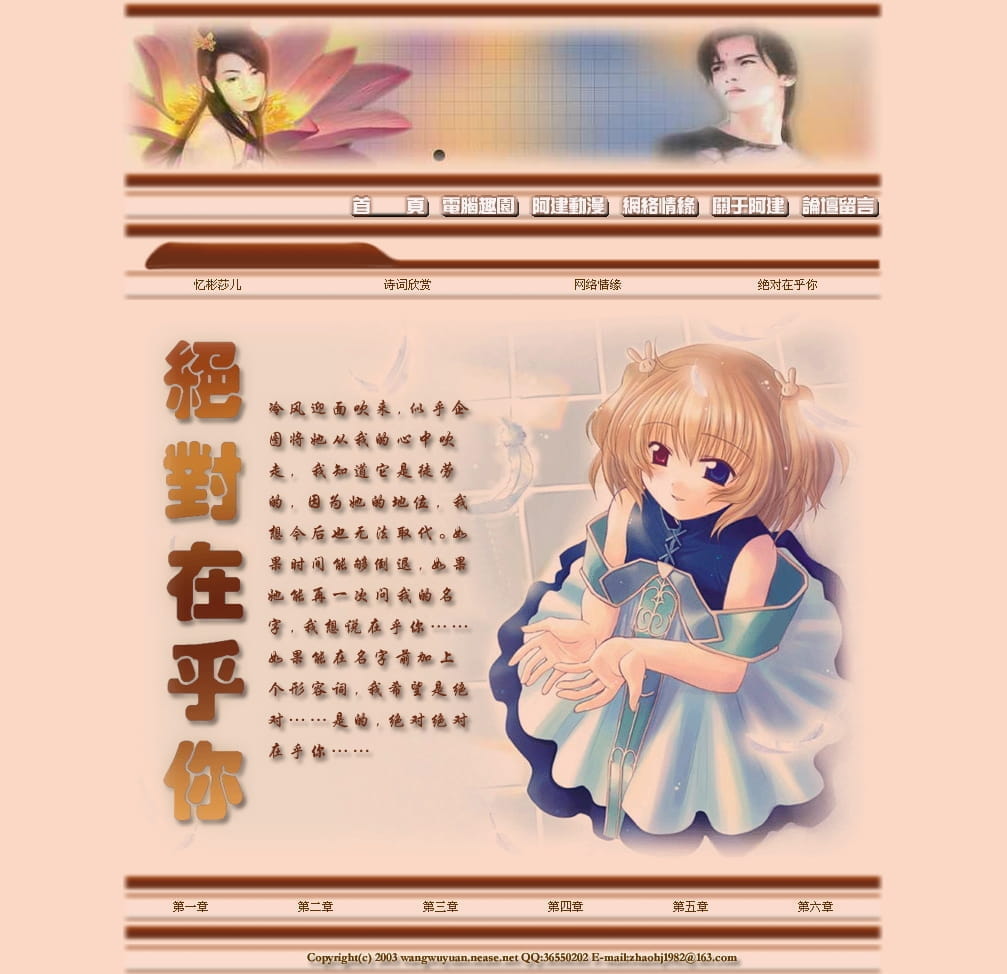 首 頁 電腦趣園 阿建動漫 網絡情緣 關于阿建 論壇留言
忆彬莎儿 诗词欣赏 网络情缘 绝对在乎你
絕對在乎你
冷风迎面吹来,似乎企
图将她从我的心中吹
走, 我知道它是徒劳
的,因为她的地位,我
想今后也无法取代。如
果时间能够倒退,如果
她能再一次问我的名
字,我想说在乎你……
如果能在名字前加上
个形容词,我希望是绝
对……是的,绝对绝对
在乎你……
第一章 第二章 第三章 第四章 第五章 第六章
Copyright(c) 2003 wangwuyuan.nease.net QQ:36550202 E-mail:zhaohj1982@163.com